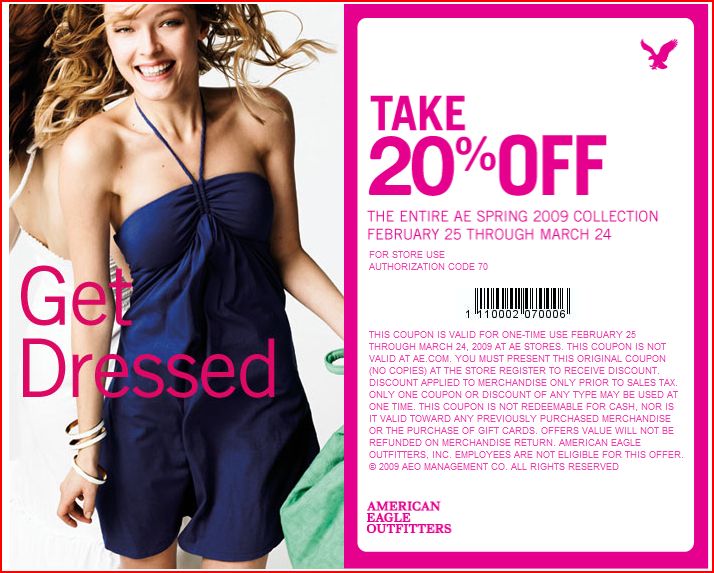 Get
Dressed
TAKE
20%OFF
THE ENTIRE AE SPRING 2009 COLLECTION
FEBRUARY 25 THROUGH MARCH 24
FOR STORE USE
AUTHORIZATION CODE 70
1 110002 070006
THIS COUPON IS VALID FOR ONE-TIME USE FEBRUARY 25
THROUGH MARCH 24, 2009 AT AE STORES. THIS COUPON IS NOT
VALID AT AE.COM. YOU MUST PRESENT THIS ORIGINAL COUPON
(NO COPIES) AT THE STORE REGISTER TO RECEIVE DISCOUNT.
DISCOUNT APPLIED TO MERCHANDISE ONLY PRIOR TO SALES TAX.
ONLY ONE COUPON OR DISCOUNT OF ANY TYPE MAY BE USED AT
ONE TIME. THIS COUPON IS NOT REDEEMABLE FOR CASH, NOR IS
IT VALID TOWARD ANY PREVIOUSLY PURCHASED MERCHANDISE
OR THE PURCHASE OF GIFT CARDS. OFFERS VALUE WILL NOT BE
REFUNDED ON MERCHANDISE RETURN. AMERICAN EAGLE
OUTFITTERS, INC. EMPLOYEES ARE NOT ELIGIBLE FOR THIS OFFER.
© 2009 AEO MANAGEMENT CO. ALL RIGHTS RESERVED
AMERICAN
EAGLE
OUTFITTERS